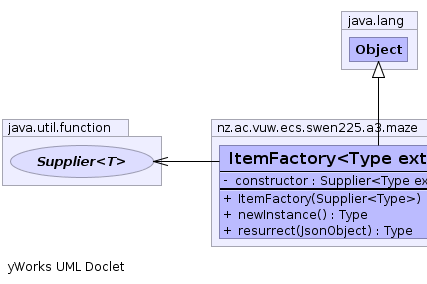 java.lang
Object
java.util.function
Supplier<T>
nz.ac.vuw.ecs.swen225.a3.maze
ItemFactory<Type ext
- constructor : Supplier<Type ex
+ ItemFactory(Supplier<Type>)
+ newInstance() : Type
+ resurrect(JsonObject) : Type
yWorks UML Doclet